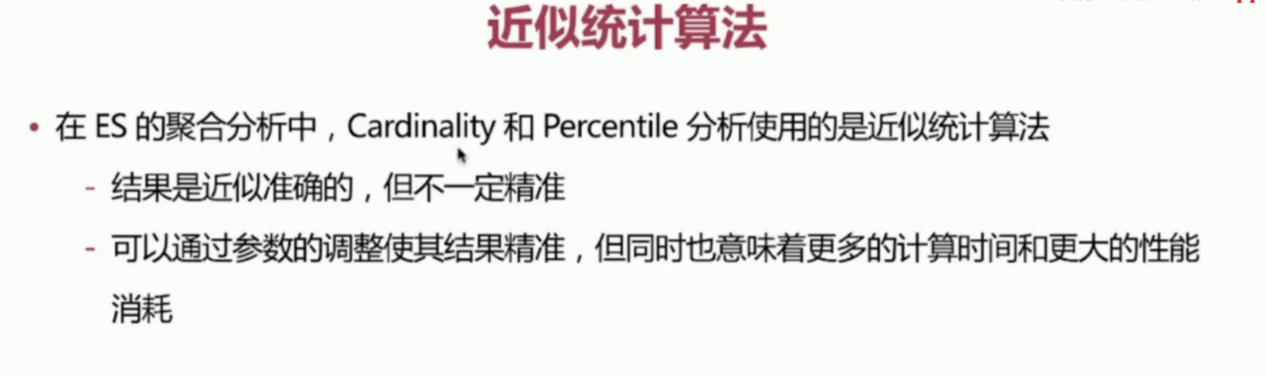 近似统计算法
• 在 ES 的聚合分析中，Cardinality 和 Percentile 分析使用的是近似统计算法
- 结果是近似准确的，但不一定精准
- 可以通过参数的调整使其结果精准，但同时也意味着更多的计算时间和更大的性能
消耗